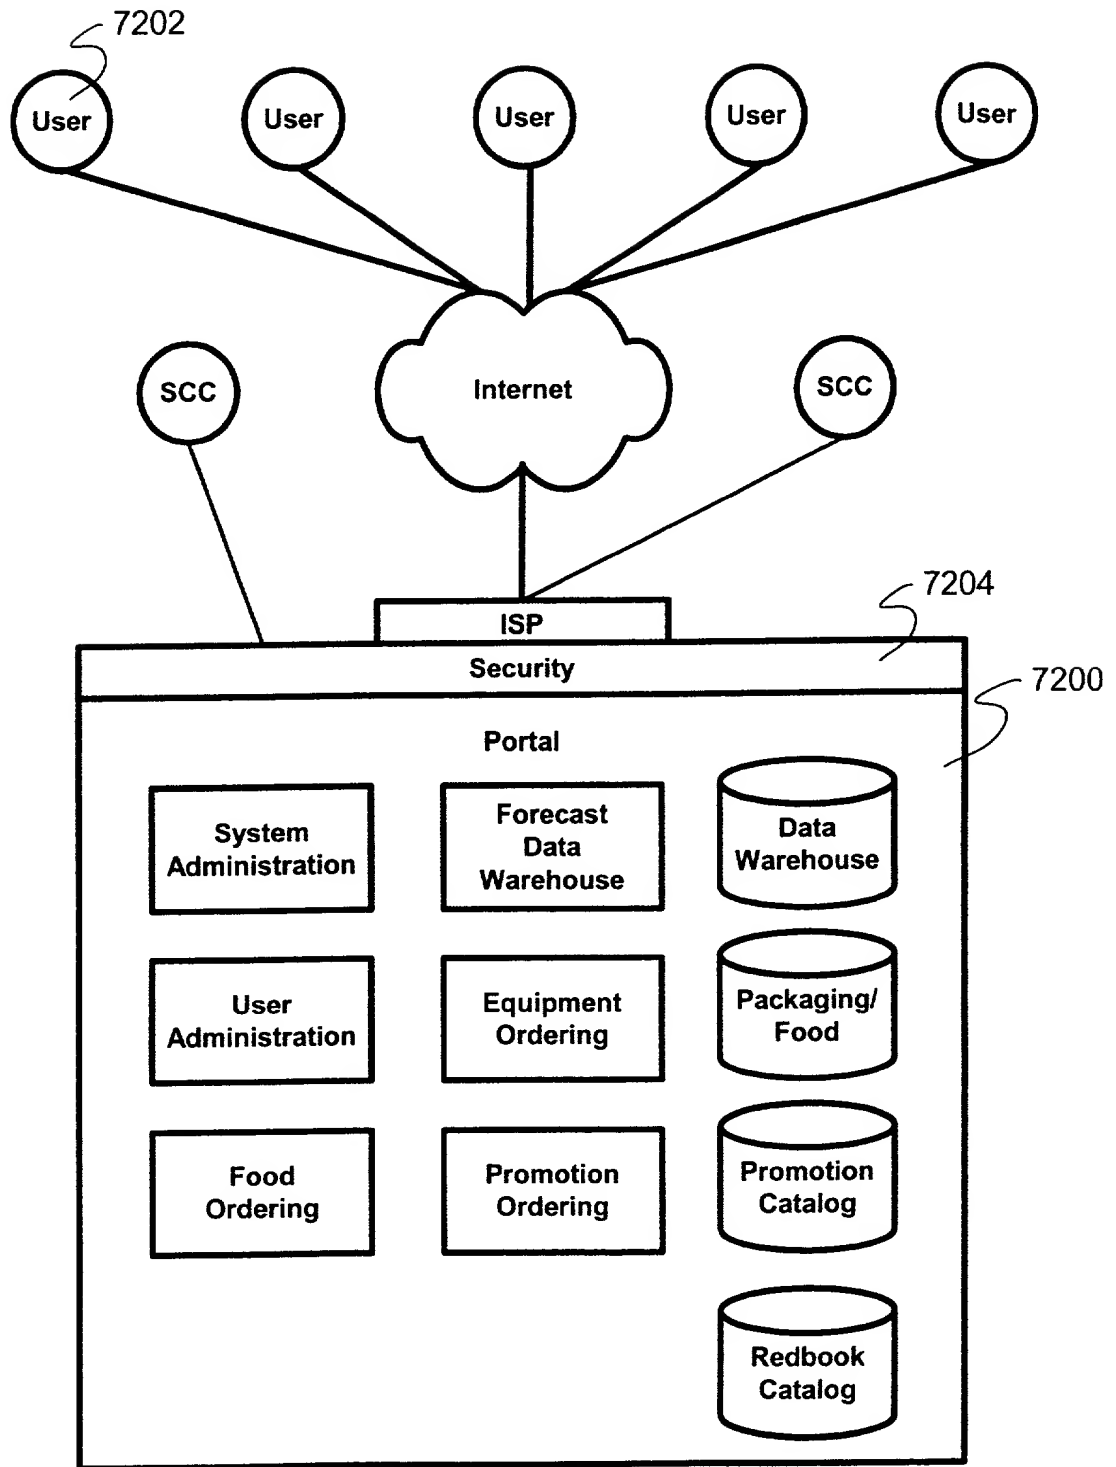 7202
User
User
User
User
User
SCC
Internet
SCC
7204
ISP
Security
7200
Portal
System
Administration
Forecast
Data
Warehouse
Data
Warehouse
User
Administration
Equipment
Ordering
Packaging/
Food
Food
Ordering
Promotion
Ordering
Promotion
Catalog
Redbook
Catalog